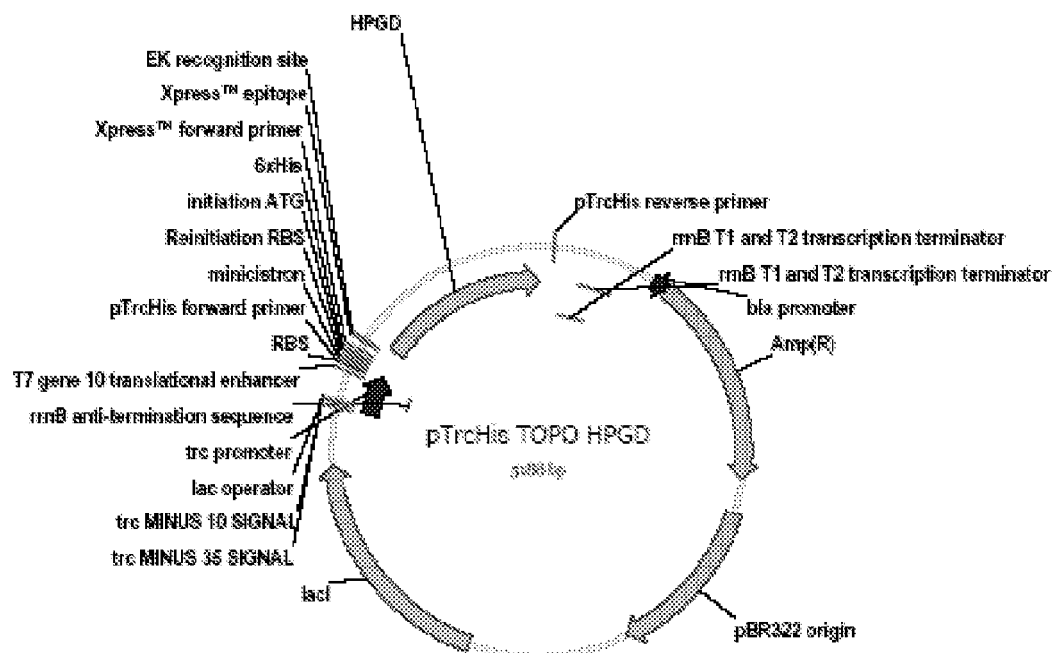 HPGD
EK recognition site
Xpress™ epitope
Xpress™ forward primer
6xHis
initiation ATG
Reinitiation RBS
minicistron
pTrcHis forward primer
RBS
T7 gene 10 translational enhancer
rrnB anti-termination sequence
trc promoter
lac operator
trc MINUS 10 SIGNAL
trc MINUS 35 SIGNAL
lacI
pTrcHis reverse primer
rrnB T1 and T2 transcription terminator
rrnB T1 and T2 transcription terminator
bla promoter
Amp(R)
pBR322 origin
pTrcHis TOPO HPGD
bp